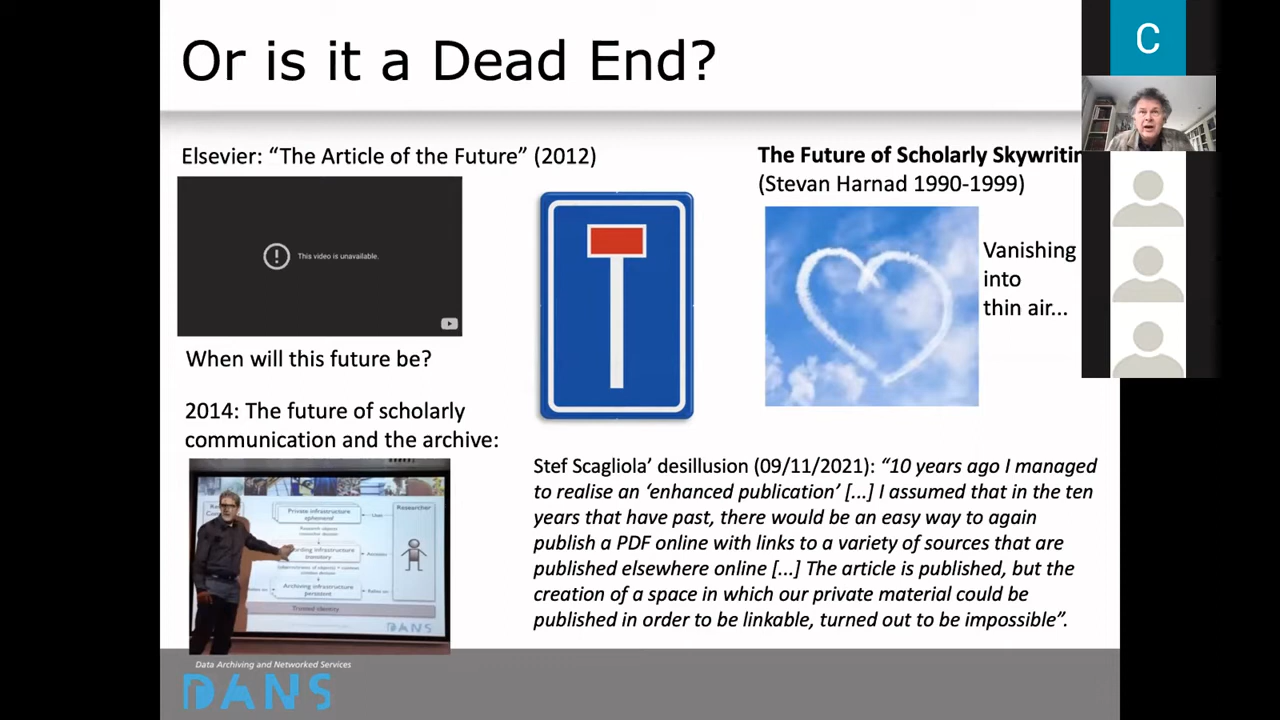 Or is it a Dead End?
C
Elsevier: “The Article of the Future” (2012)
This video is unavailable.
When will this future be?
The Future of Scholarly Skywritin
(Stevan Harnad 1990-1999)
Vanishing
into
thin air...
2014: The future of scholarly
communication and the archive:
Private infrastructure
ephemeral
Researcher
Archiving infrastructure
persistent
Trusted identity
DANS
Stef Scagliola’ desillusion (09/11/2021): “10 years ago I managed
to realise an ‘enhanced publication’ [...] I assumed that in the ten
years that have past, there would be an easy way to again
publish a PDF online with links to a variety of sources that are
published elsewhere online [...] The article is published, but the
creation of a space in which our private material could be
published in order to be linkable, turned out to be impossible”.
Data Archiving and Networked Services
DANS